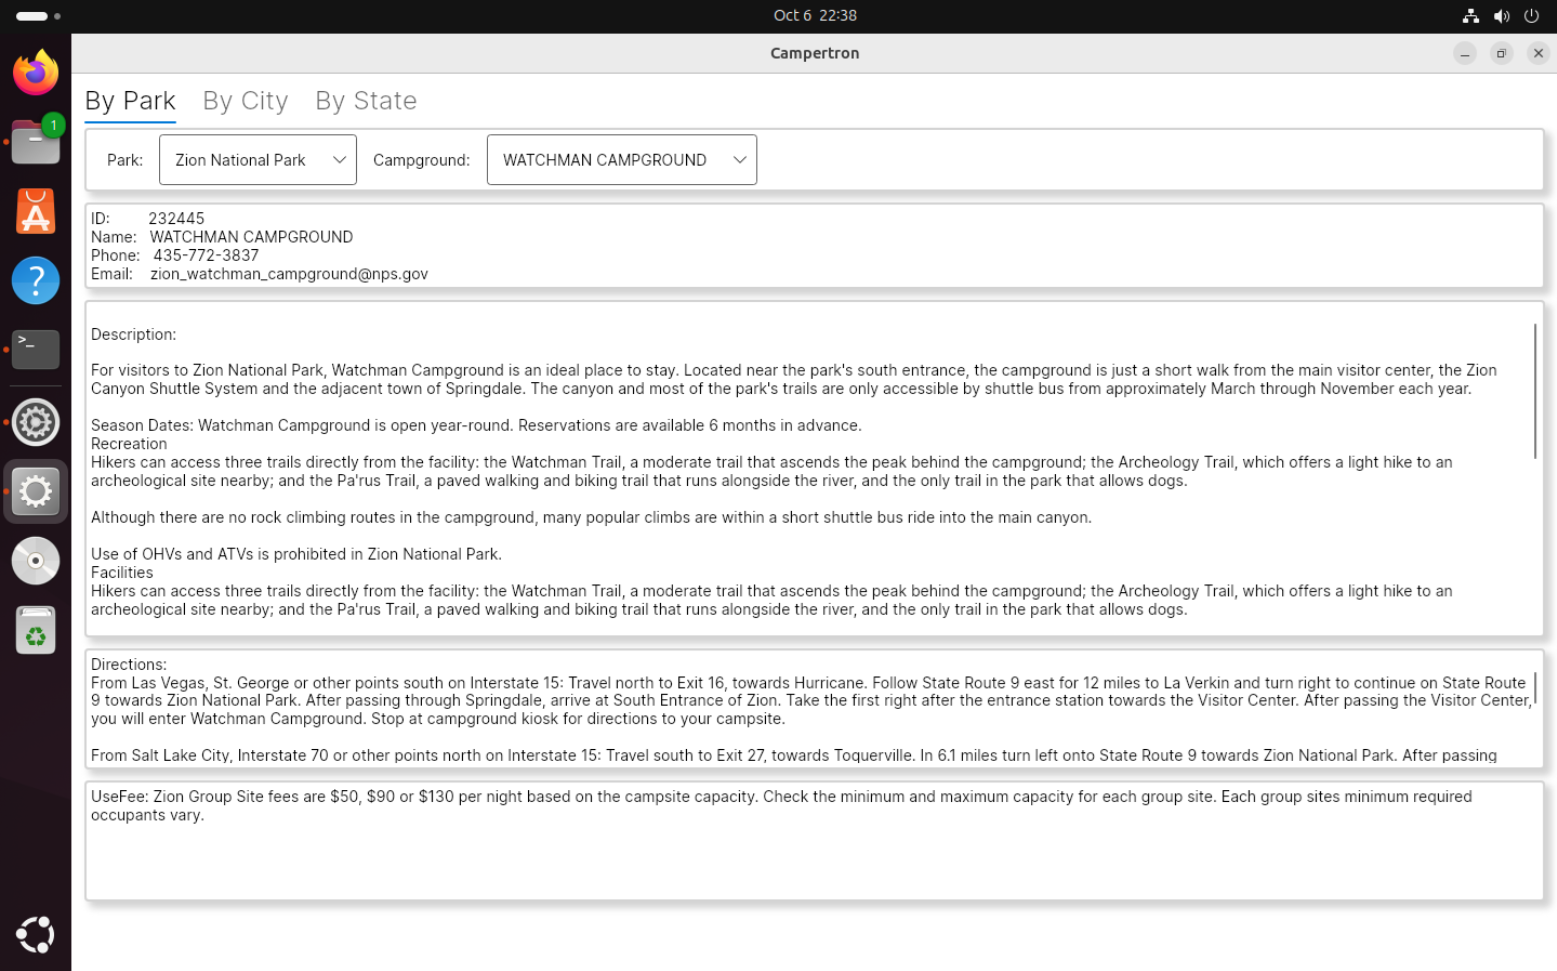 Oct 6 22:38
Campertron
By Park By City By State
Park: Zion National Park Campground: WATCHMAN CAMPGROUND
ID: 232445
Name: WATCHMAN CAMPGROUND
Phone: 435-772-3837
Email: zion_watchman_campground@nps.gov
Description:
For visitors to Zion National Park, Watchman Campground is an ideal place to stay. Located near the park's south entrance, the campground is just a short walk from the main visitor center, the Zion
Canyon Shuttle System and the adjacent town of Springdale. The canyon and most of the park's trails are only accessible by shuttle bus from approximately March through November each year.
Season Dates: Watchman Campground is open year-round. Reservations are available 6 months in advance.
Recreation
Hikers can access three trails directly from the facility: the Watchman Trail, a moderate trail that ascends the peak behind the campground; the Archeology Trail, which offers a light hike to an
archeological site nearby; and the Pa'rus Trail, a paved walking and biking trail that runs alongside the river, and the only trail in the park that allows dogs.
Although there are no rock climbing routes in the campground, many popular climbs are within a short shuttle bus ride into the main canyon.
Use of OHVs and ATVs is prohibited in Zion National Park.
Facilities
Hikers can access three trails directly from the facility: the Watchman Trail, a moderate trail that ascends the peak behind the campground; the Archeology Trail, which offers a light hike to an
archeological site nearby; and the Pa'rus Trail, a paved walking and biking trail that runs alongside the river, and the only trail in the park that allows dogs.
Directions:
From Las Vegas, St. George or other points south on Interstate 15: Travel north to Exit 16, towards Hurricane. Follow State Route 9 east for 12 miles to La Verkin and turn right to continue on State Route
9 towards Zion National Park. After passing through Springdale, arrive at South Entrance of Zion. Take the first right after the entrance station towards the Visitor Center. After passing the Visitor Center,
you will enter Watchman Campground. Stop at campground kiosk for directions to your campsite.
From Salt Lake City, Interstate 70 or other points north on Interstate 15: Travel south to Exit 27, towards Toquerville. In 6.1 miles turn left onto State Route 9 towards Zion National Park. After passing
UseFee: Zion Group Site fees are $50, $90 or $130 per night based on the campsite capacity. Check the minimum and maximum capacity for each group site. Each group sites minimum required
occupants vary.
1
?
>_